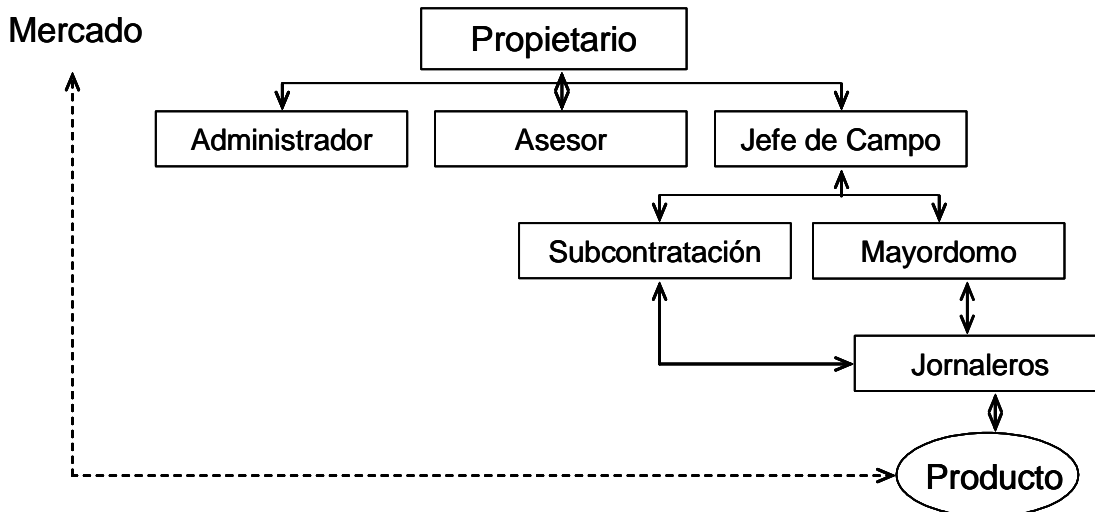 Mercado
Propietario
Administrador
Asesor
Jefe de Campo
Subcontratación
Mayordomo
Jornaleros
Producto